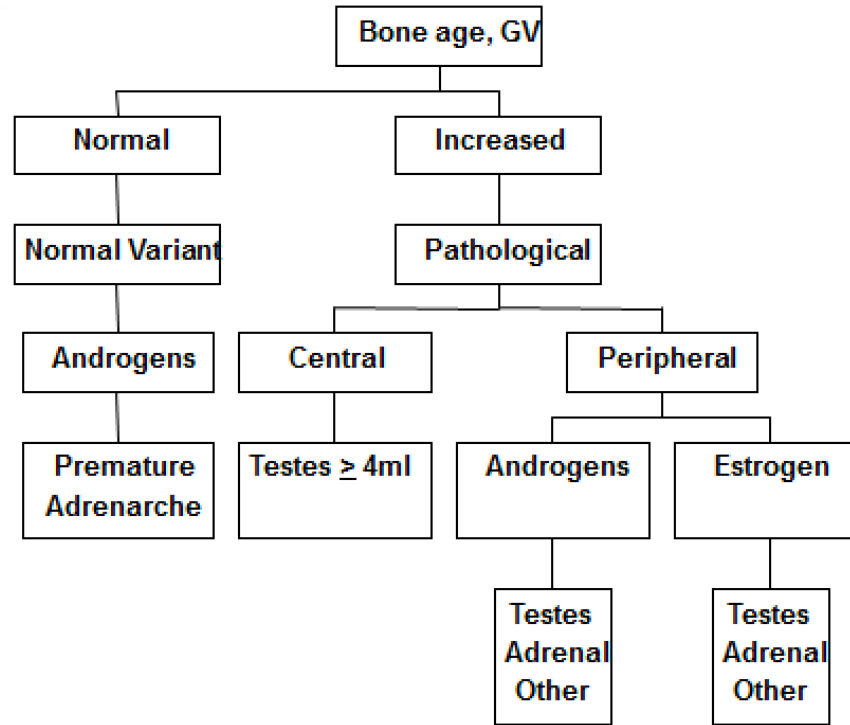 Bone age, GV
Normal
Increased
Normal Variant
Pathological
Androgens
Central
Peripheral
Premature
Adrenarche
Testes ≥ 4ml
Androgens
Estrogen
Testes
Adrenal
Other
Testes
Adrenal
Other